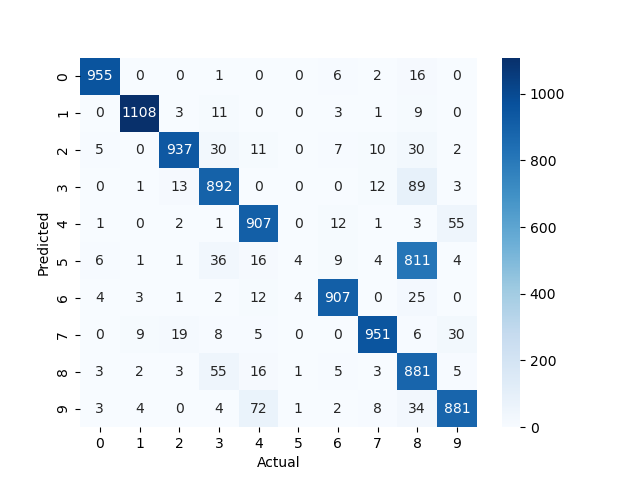 0 955 0 0 1 0 0 6 2 16 0
1 0 1108 3 11 0 0 3 1 9 0
2 5 0 937 30 11 0 7 10 30 2
3 0 1 13 892 0 0 0 12 89 3
4 1 0 2 1 907 0 12 1 3 55
5 6 1 1 36 16 4 9 4 811 4
6 4 3 1 2 12 4 907 0 25 0
7 0 9 19 8 5 0 0 951 6 30
8 3 2 3 55 16 1 5 3 881 5
9 3 4 0 4 72 1 2 8 34 881
0 1 2 3 4 5 6 7 8 9
Actual
Predicted
1000
800
600
400
200
0